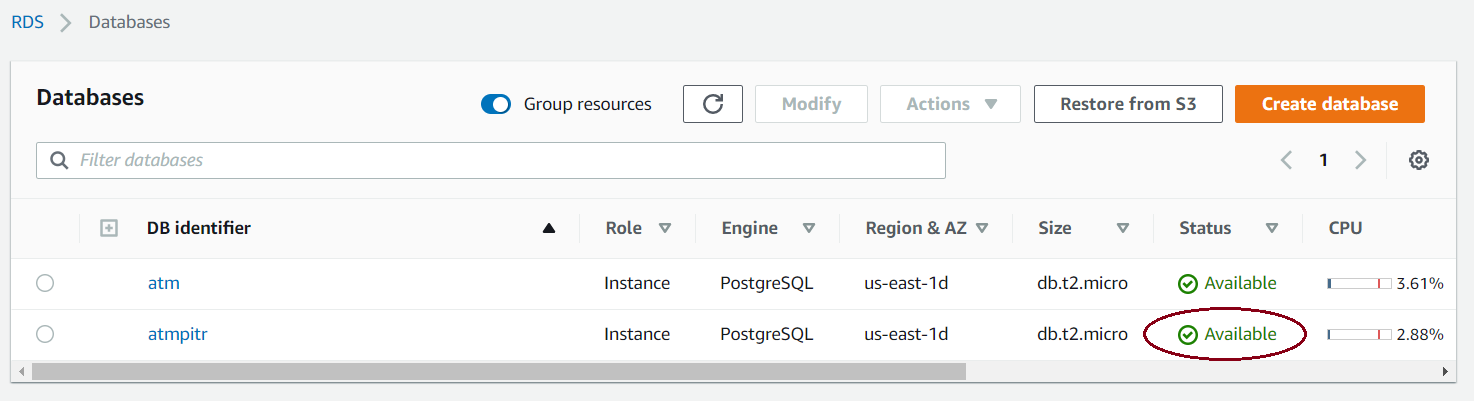 RDS > Databases
Databases Group resources Modify Actions Restore from S3 Create database
Filter databases 1
DB identifier Role Engine Region & AZ Size Status CPU
atm Instance PostgreSQL us-east-1d db.t2.micro Available 3.61%
atmpitr Instance PostgreSQL us-east-1d db.t2.micro Available 2.88%